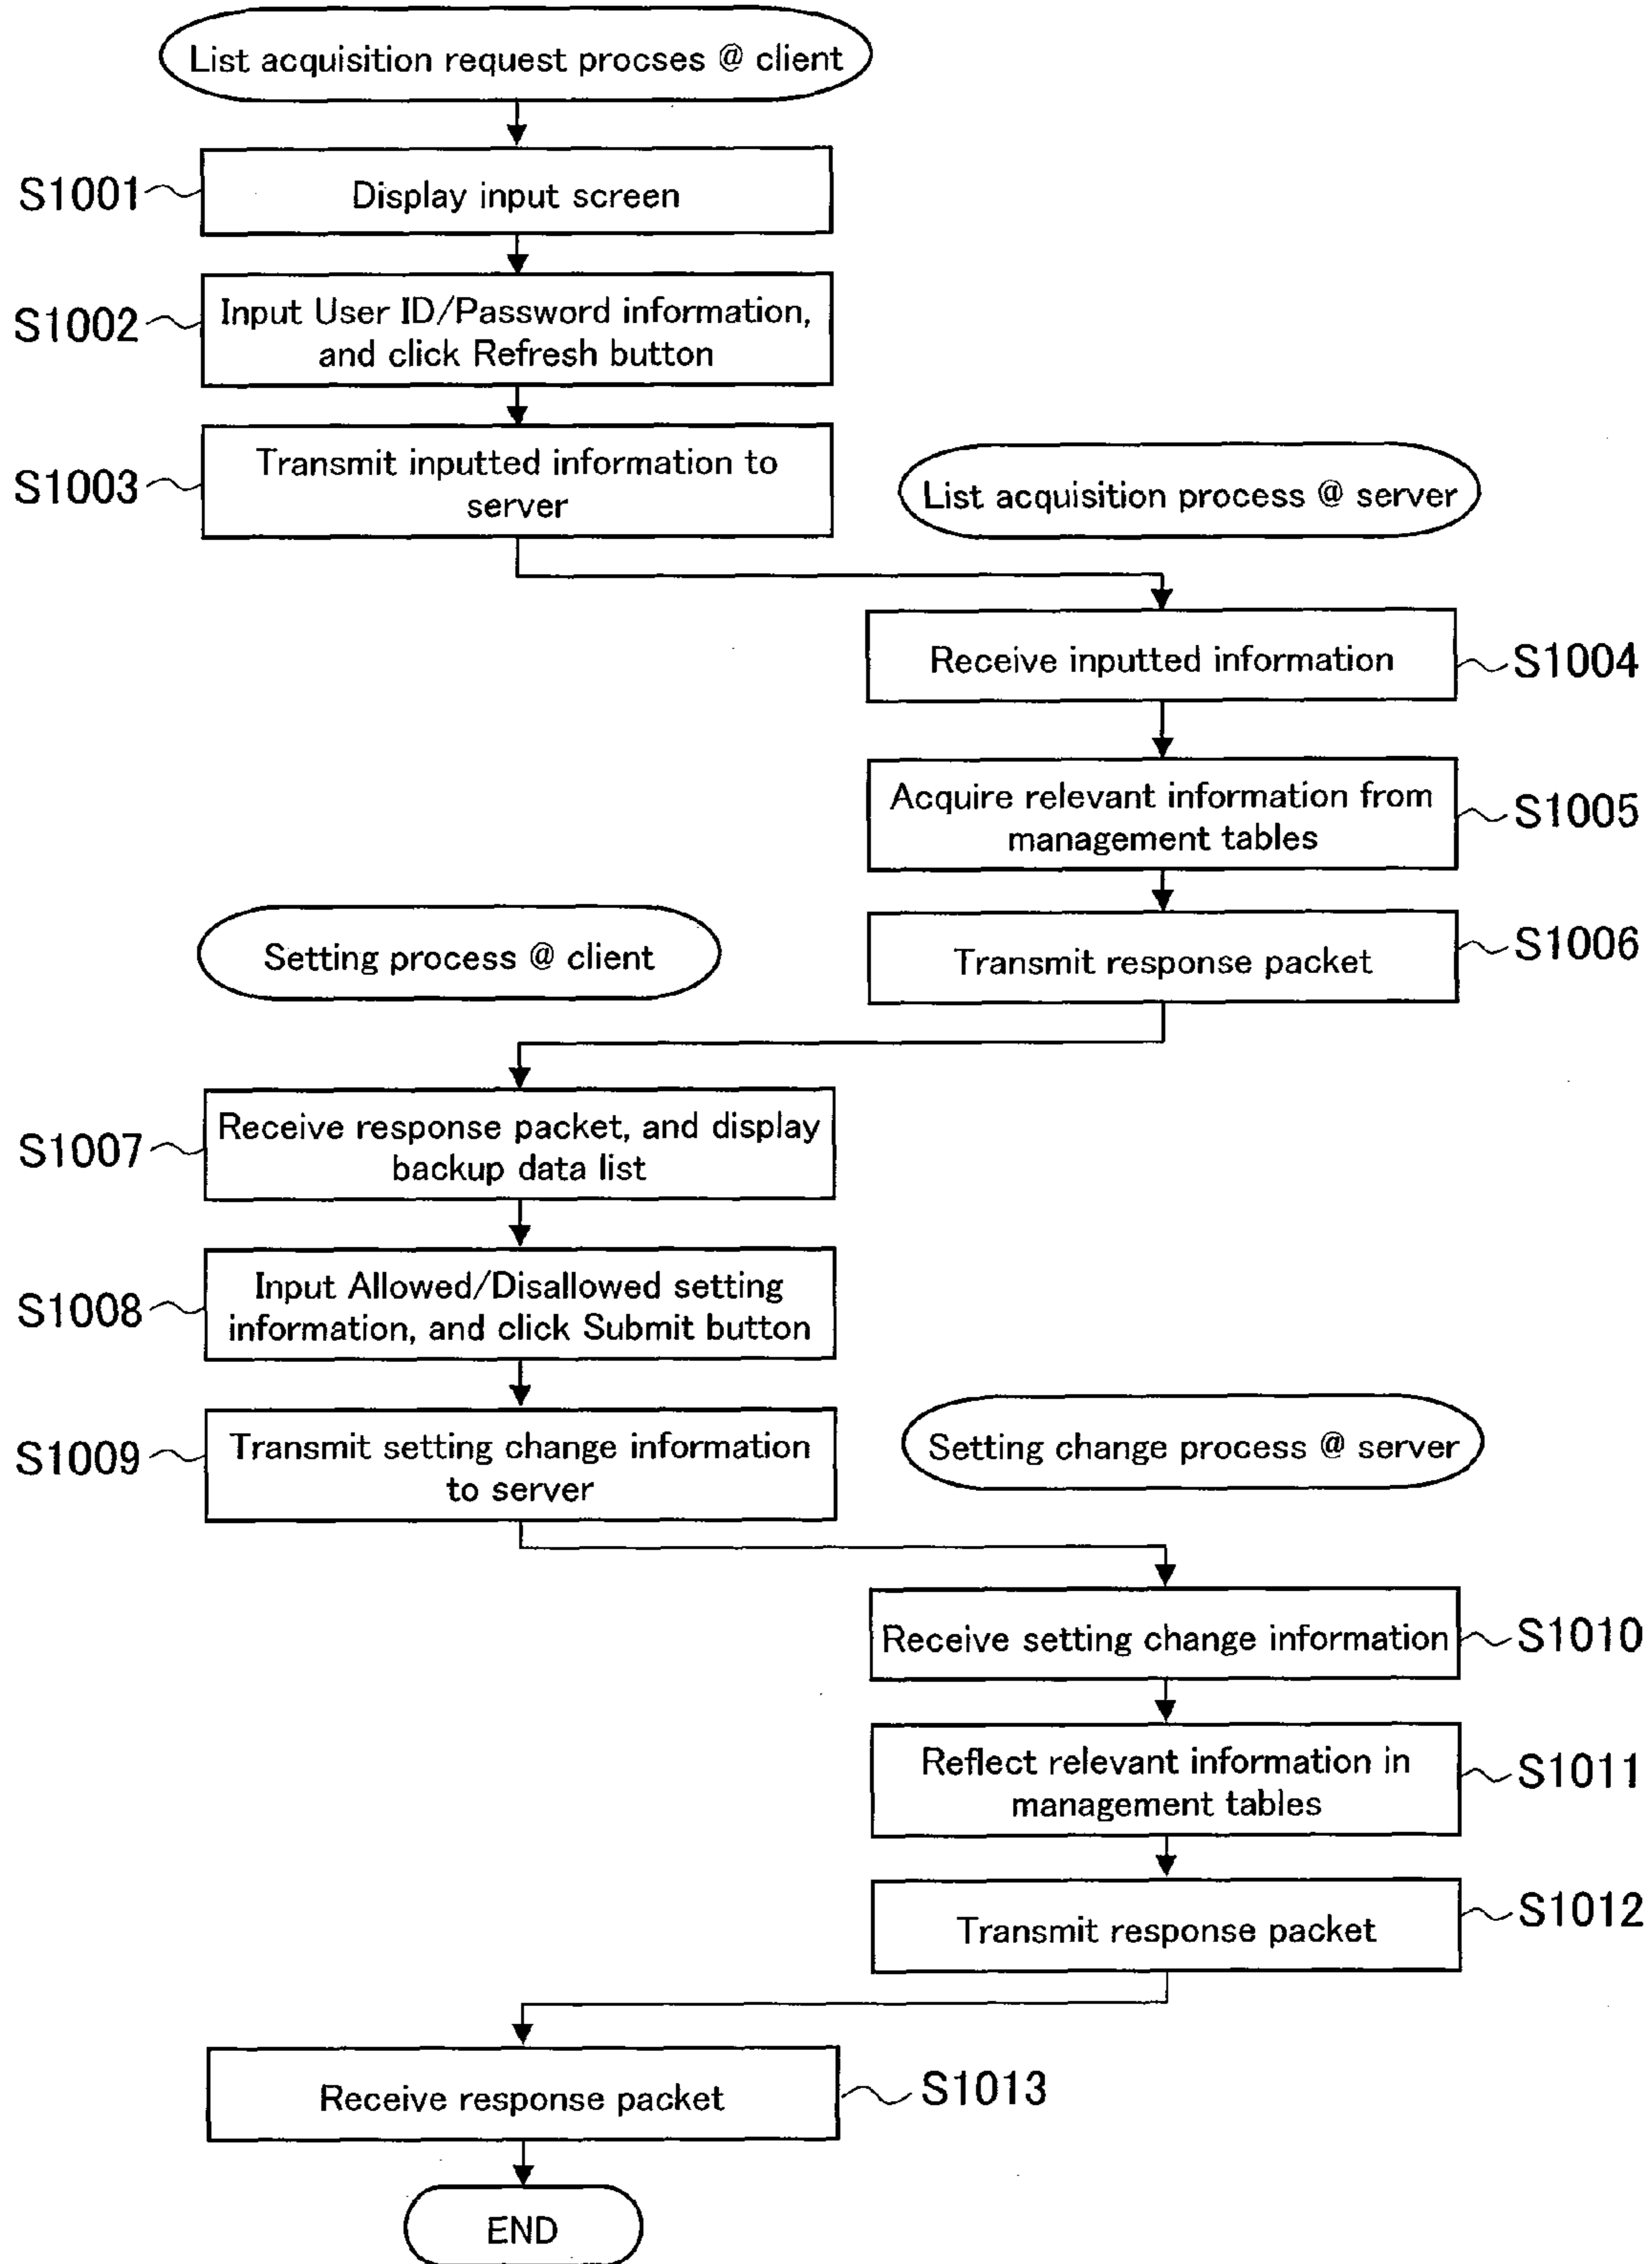 List acquisition request procses @ client
S1001
Display input screen
S1002
Input User ID/Password information,
and click Refresh button
S1003
Transmit inputted information to
server
List acquisition process @ server
Receive inputted information
S1004
Acquire relevant information from
management tables
S1005
Transmit response packet
S1006
Setting process @ client
S1007
Receive response packet, and display
backup data list
S1008
Input Allowed/Disallowed setting
information, and click Submit button
S1009
Transmit setting change information
to server
Setting change process @ server
Receive setting change information
S1010
Reflect relevant information in
management tables
S1011
Transmit response packet
S1012
Receive response packet
S1013
END